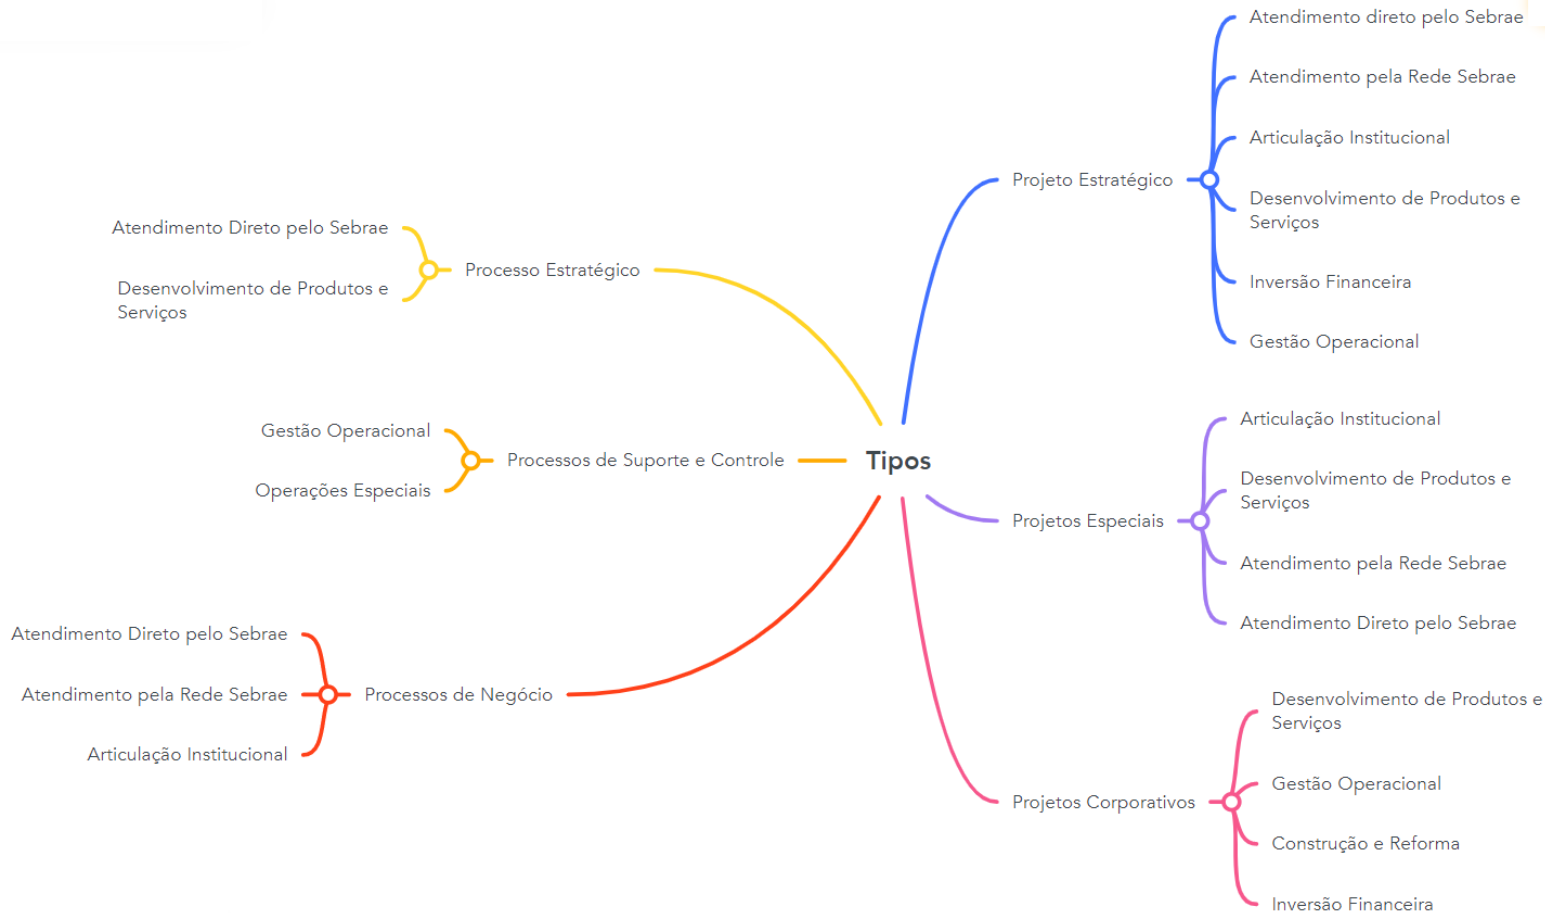 Tipos
Projeto Estratégico
Atendimento direto pelo Sebrae
Atendimento pela Rede Sebrae
Articulação Institucional
Desenvolvimento de Produtos e
Serviços
Inversão Financeira
Gestão Operacional
Projetos Especiais
Articulação Institucional
Desenvolvimento de Produtos e
Serviços
Atendimento pela Rede Sebrae
Atendimento Direto pelo Sebrae
Projetos Corporativos
Desenvolvimento de Produtos e
Serviços
Gestão Operacional
Construção e Reforma
Inversão Financeira
Processo Estratégico
Atendimento Direto pelo Sebrae
Desenvolvimento de Produtos e
Serviços
Processos de Suporte e Controle
Gestão Operacional
Operações Especiais
Processos de Negócio
Atendimento Direto pelo Sebrae
Atendimento pela Rede Sebrae
Articulação Institucional